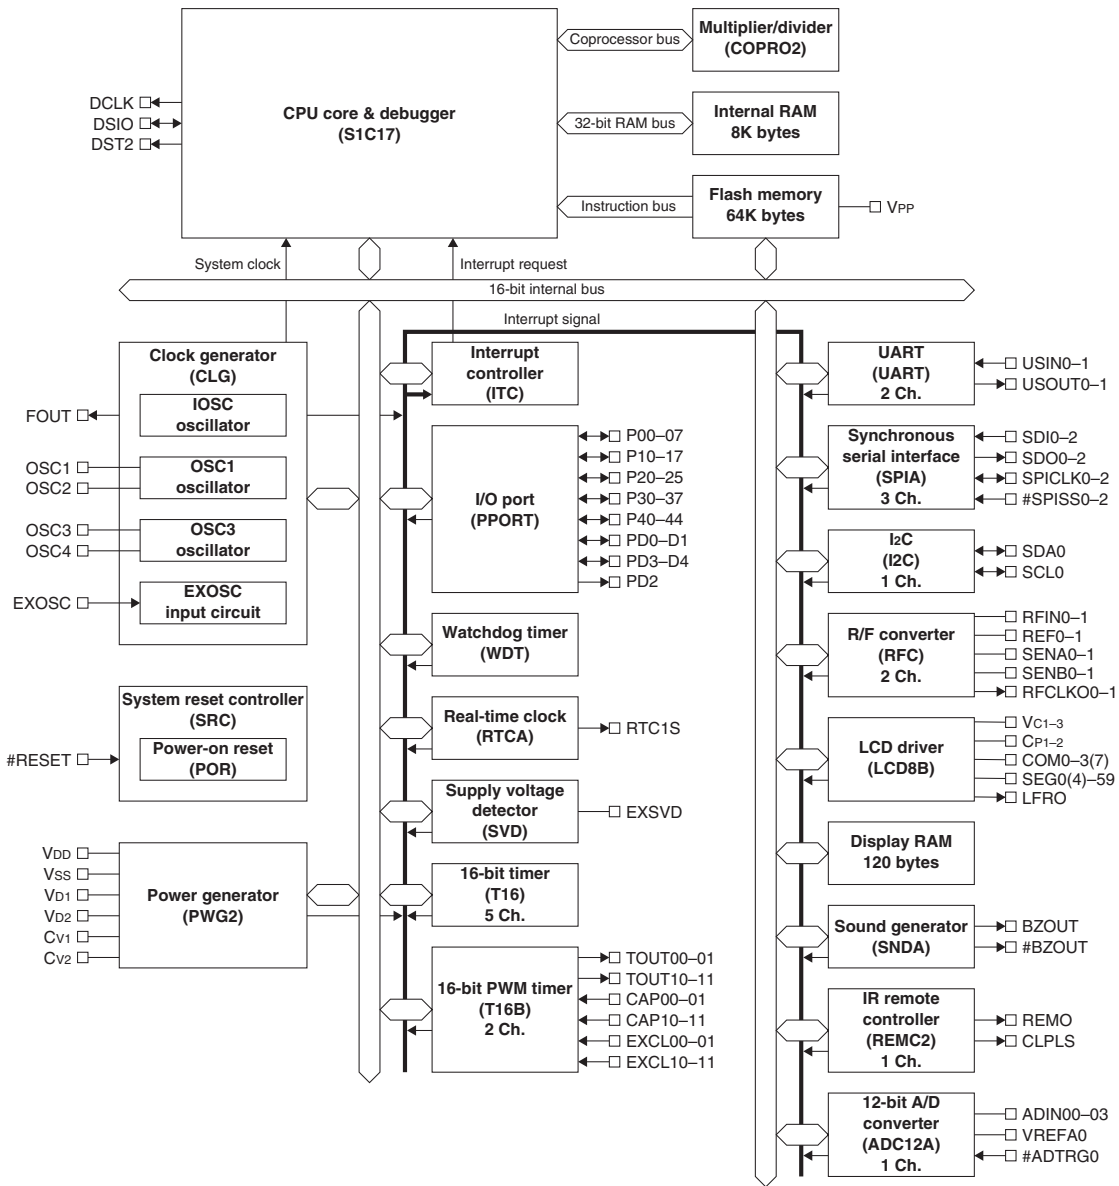 Coprocessor bus
Multiplier/divider
(COPRO2)
DCLK
DSIO
DST2
CPU core & debugger
(S1C17)
32-bit RAM bus
Internal RAM
8K bytes
Instruction bus
Flash memory
64K bytes
VPP
System clock
Interrupt request
16-bit internal bus
Interrupt signal
Clock generator
(CLG)
IOSC
oscillator
FOUT
OSC1
OSC2
OSC1
oscillator
OSC3
OSC4
OSC3
oscillator
EXOSC
EXOSC
input circuit
System reset controller
(SRC)
#RESET
Power-on reset
(POR)
VDD
VSS
VD1
VD2
CV1
CV2
Power generator
(PWG2)
Interrupt
controller
(ITC)
I/O port
(PPORT)
P00–07
P10–17
P20–25
P30–37
P40–44
PD0–D1
PD3–D4
PD2
Watchdog timer
(WDT)
Real-time clock
(RTCA)
RTC1S
Supply voltage
detector
(SVD)
EXSVD
16-bit timer
(T16)
5 Ch.
16-bit PWM timer
(T16B)
2 Ch.
TOUT00–01
TOUT10–11
CAP00–01
CAP10–11
EXCL00–01
EXCL10–11
UART
(UART)
2 Ch.
USIN0–1
USOUT0–1
Synchronous
serial interface
(SPIA)
3 Ch.
SDI0–2
SDO0–2
SPICLK0–2
#SPISS0–2
I2C
(I2C)
1 Ch.
SDA0
SCL0
R/F converter
(RFC)
2 Ch.
RFIN0–1
REF0–1
SENA0–1
SENB0–1
RFCLKO0–1
LCD driver
(LCD8B)
VC1–3
CP1–2
COM0–3(7)
SEG0(4)–59
LFRO
Display RAM
120 bytes
Sound generator
(SNDA)
BZOUT
#BZOUT
IR remote
controller
(REMC2)
1 Ch.
REMO
CLPLS
12-bit A/D
converter
(ADC12A)
1 Ch.
ADIN00–03
VREFA0
#ADTRG0